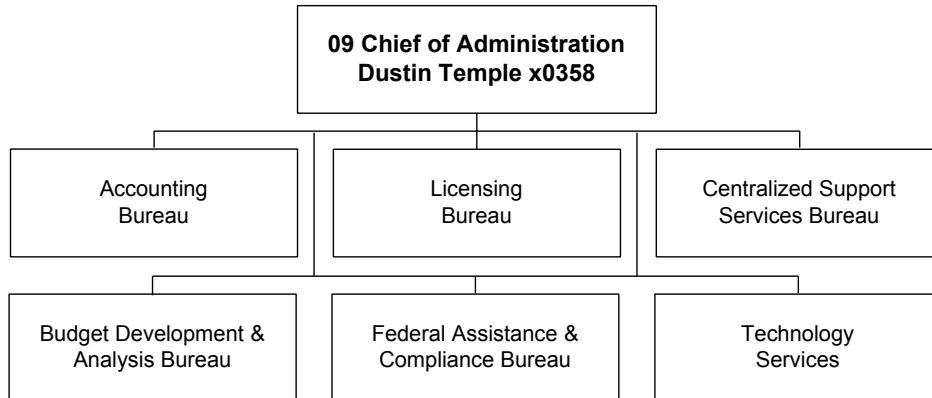 09 Chief of Administration
Dustin Temple x0358
Accounting
Bureau
Licensing
Bureau
Centralized Support
Services Bureau
Budget Development &
Analysis Bureau
Federal Assistance &
Compliance Bureau
Technology
Services